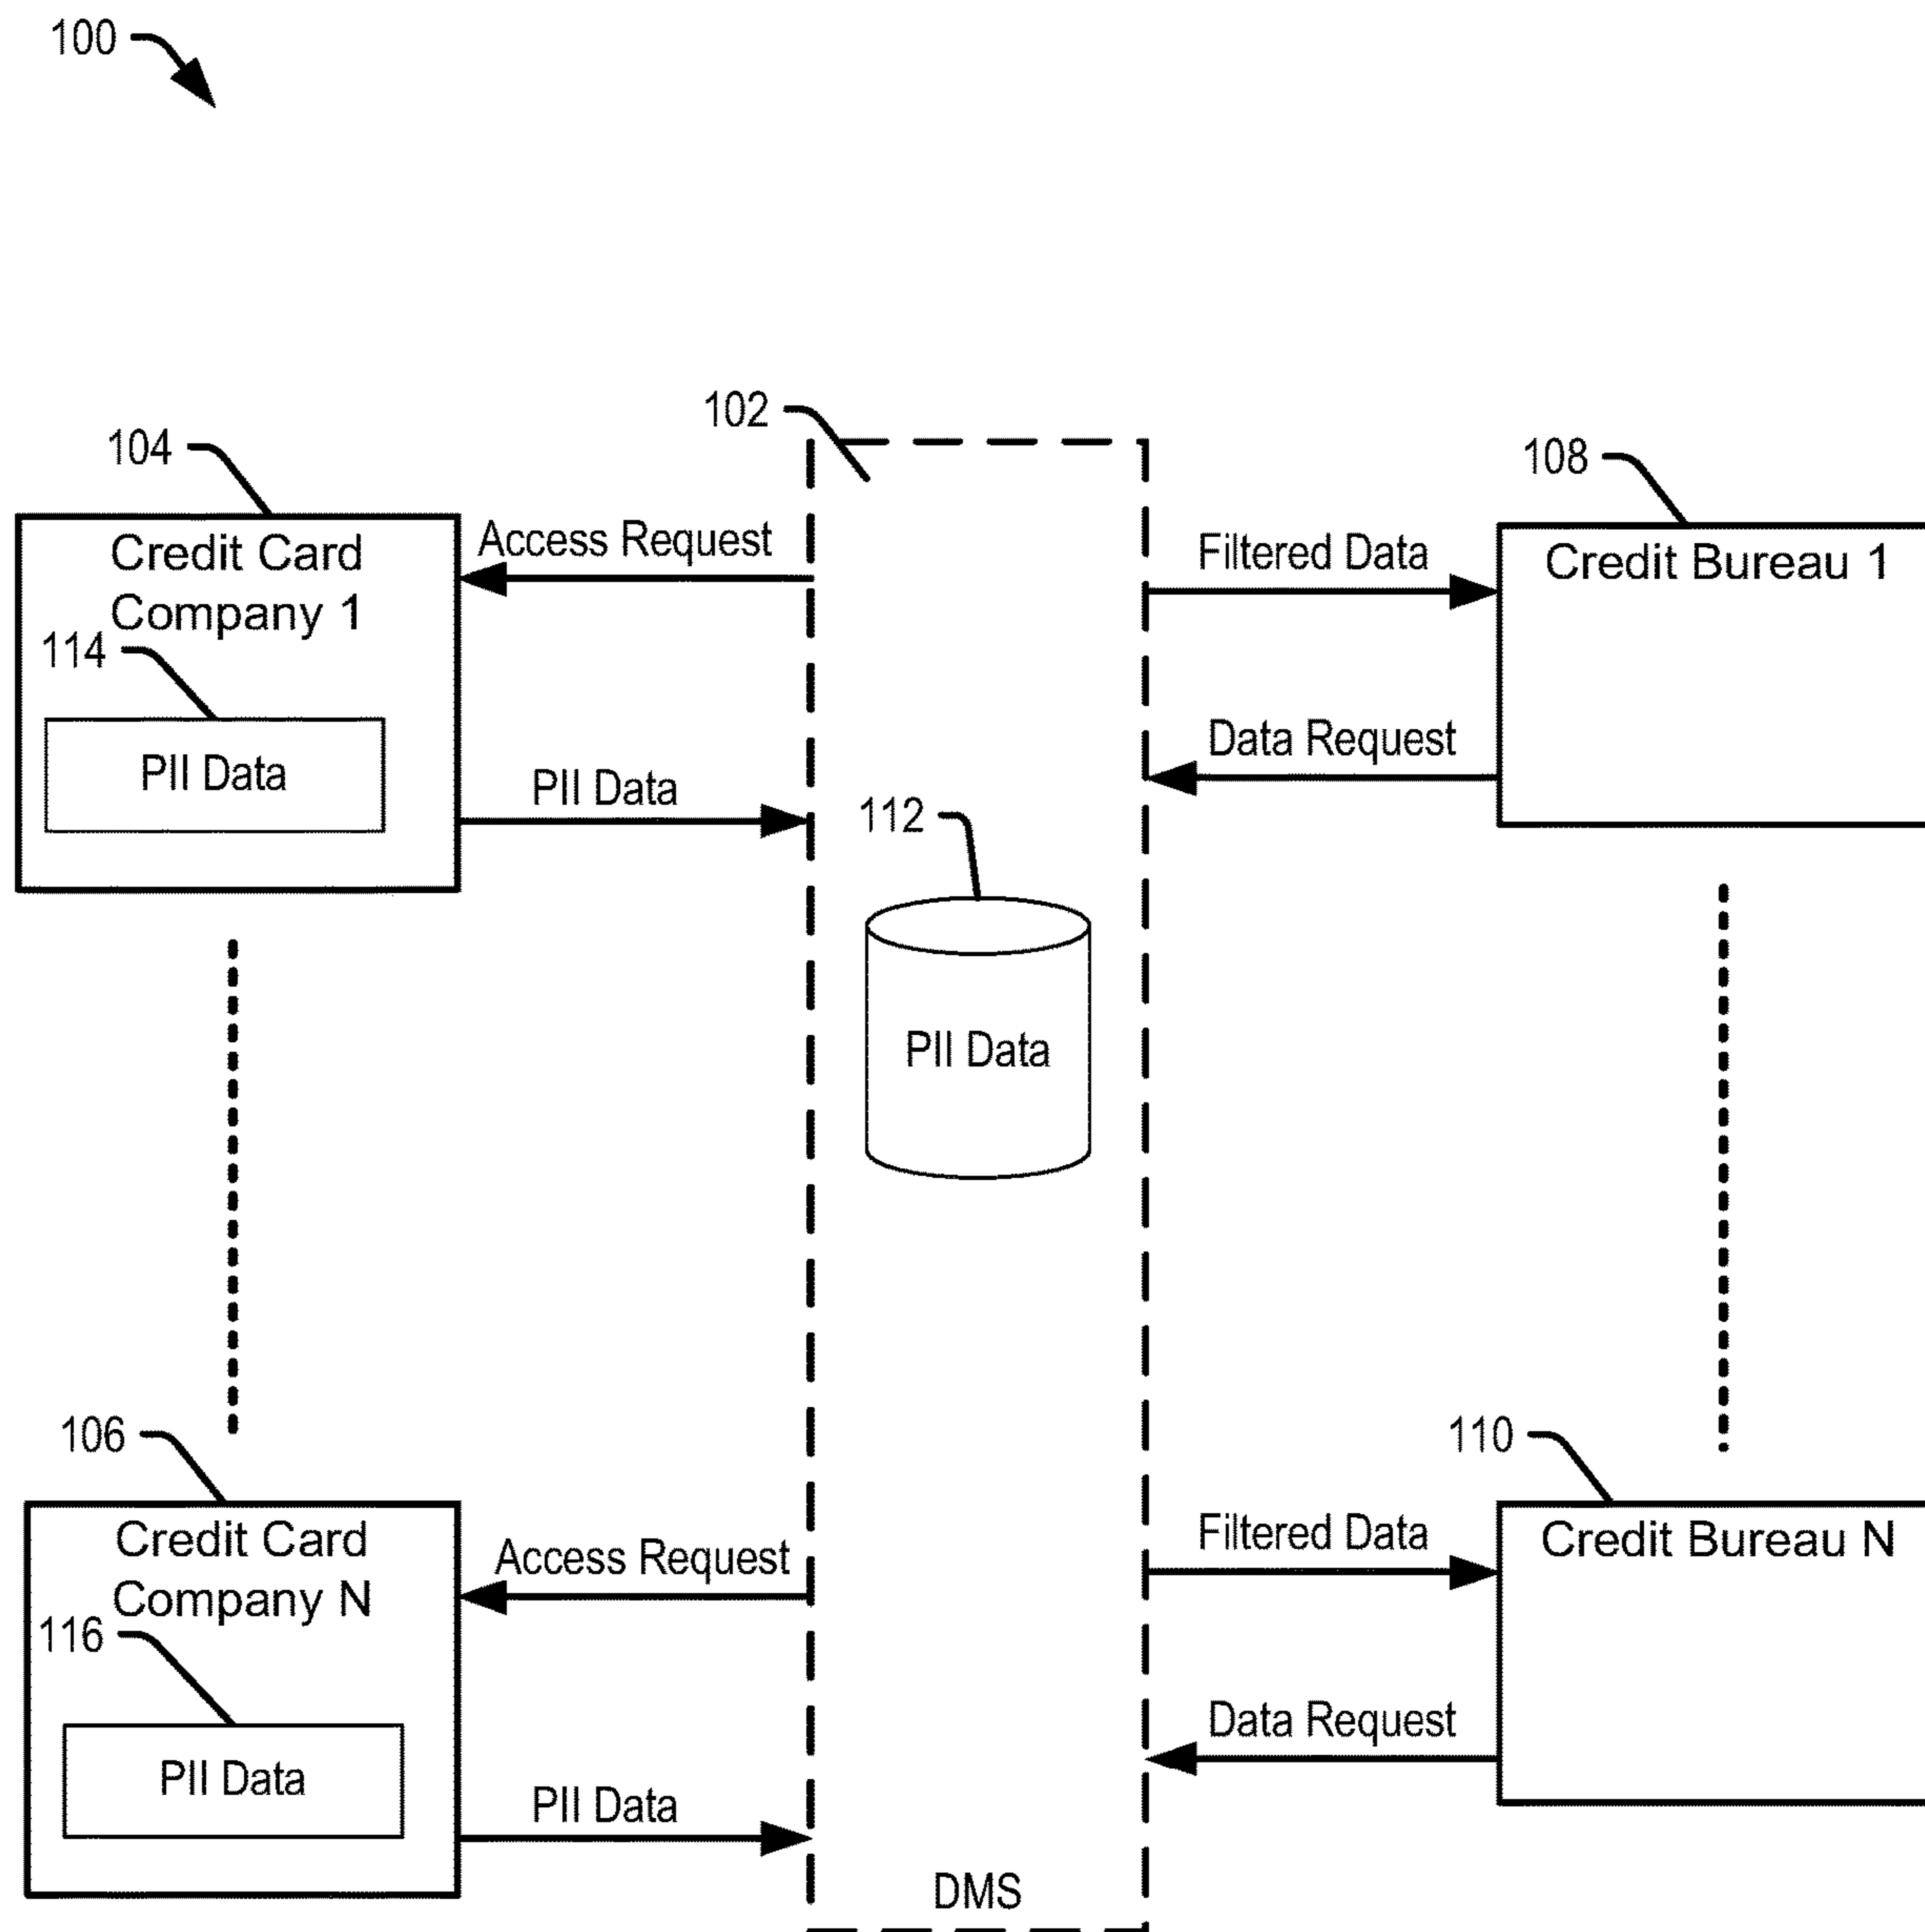 100
102
104
108
Credit Card
Company 1
Access Request
Filtered Data
Credit Bureau 1
114
PII Data
PII Data
Data Request
112
PII Data
106
110
Credit Card
Company N
Access Request
Filtered Data
Credit Bureau N
116
PII Data
PII Data
Data Request
DMS